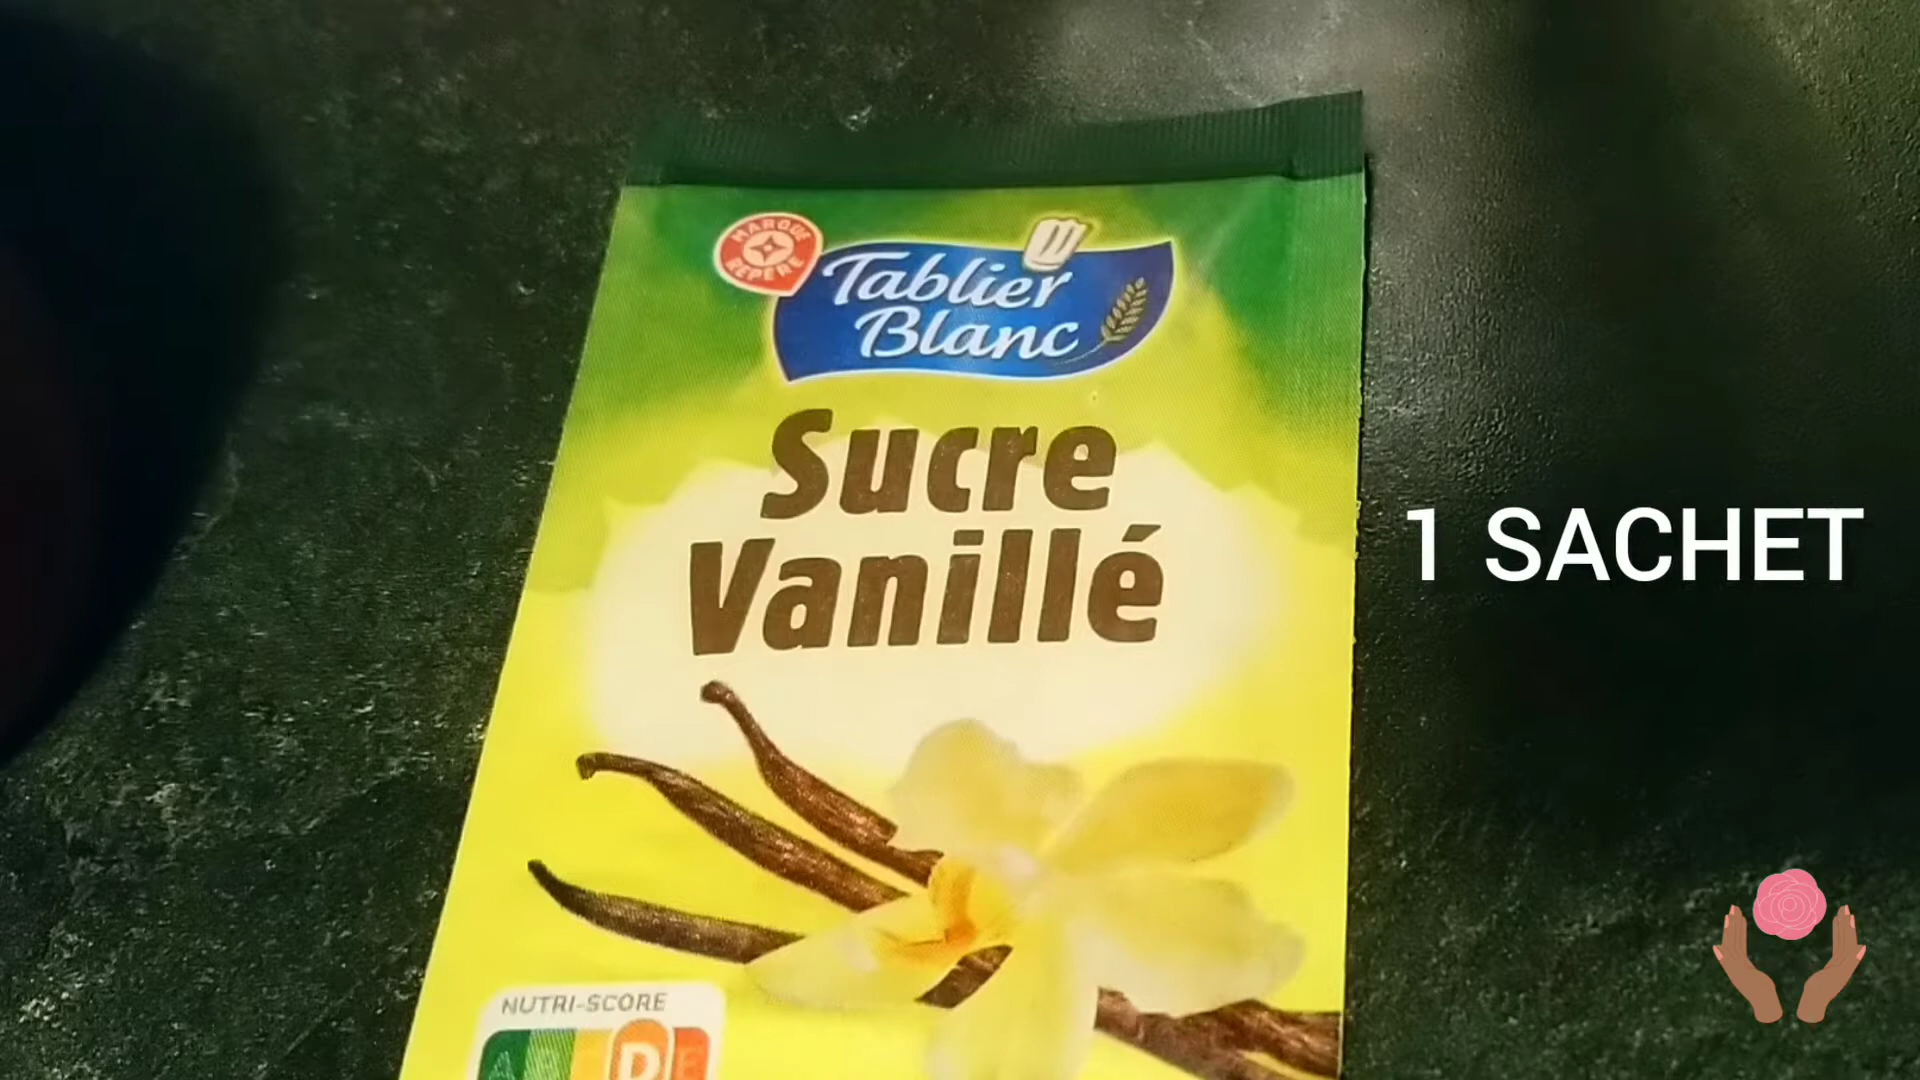 MARQUE
REPÈRE
Tablier
Blanc
Sucre
Vanillé
1 SACHET
NUTRI-SCORE
A B C D E